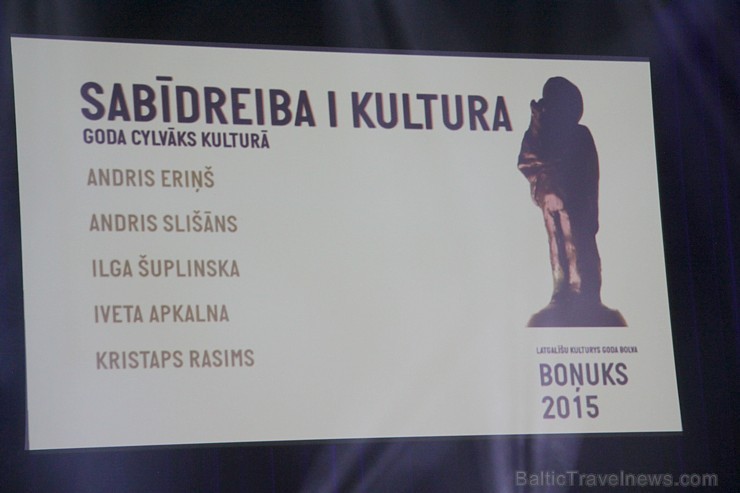 SABĪDREIBA I KULTURA
GODA CYLVĀKS KULTURĀ
ANDRIS ERIŅŠ
ANDRIS SLIŠĀNS
ILGA ŠUPLINSKA
IVETA APKALNA
KRISTAPS RASIMS
LATGALĪŠU KULTURYS GODA BOLVA
BOŅUKS
2015
BalticTravelnews.com